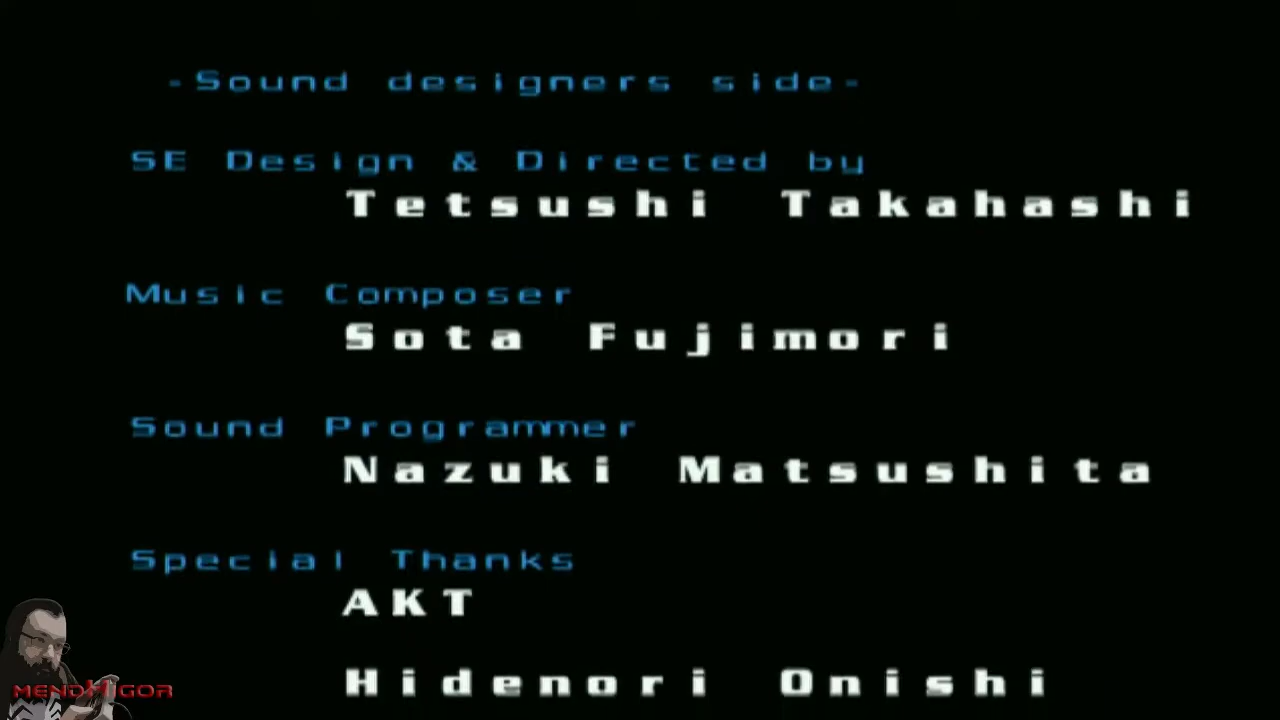 -Sound designers side-
SE Design & Directed by
Tetsushi Takahashi
Music Composer
Sota Fujimori
Sound Programmer
Nazuki Matsushita
Special Thanks
AKT
Hidenori Onishi
MENDHIGOR